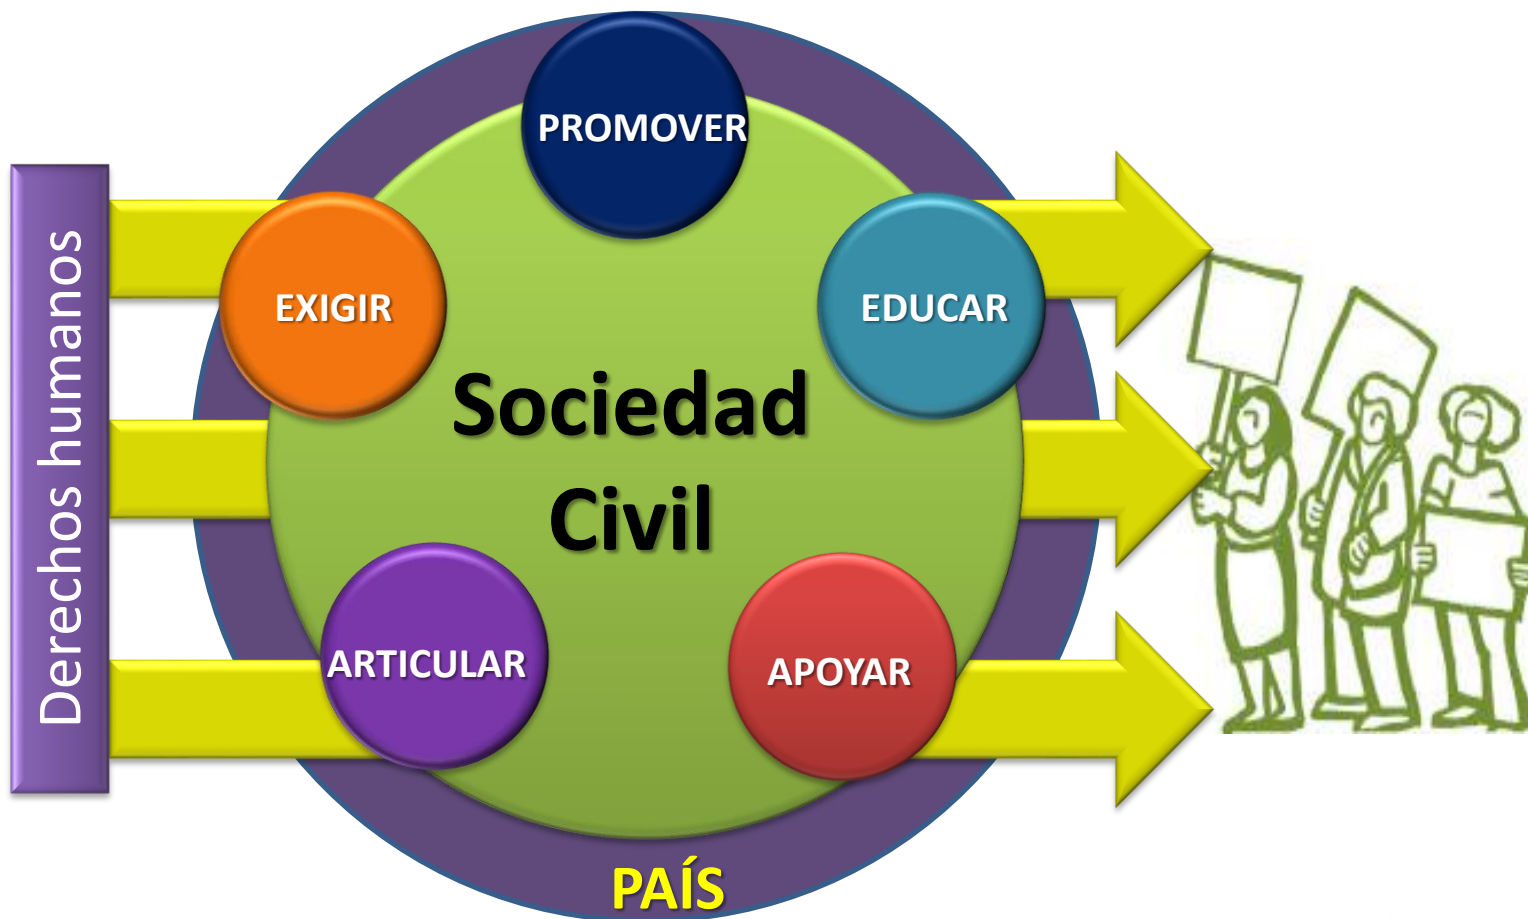 PROMOVER
EXIGIR
EDUCAR
Derechos humanos
Sociedad
Civil
ARTICULAR
APOYAR
PAÍS